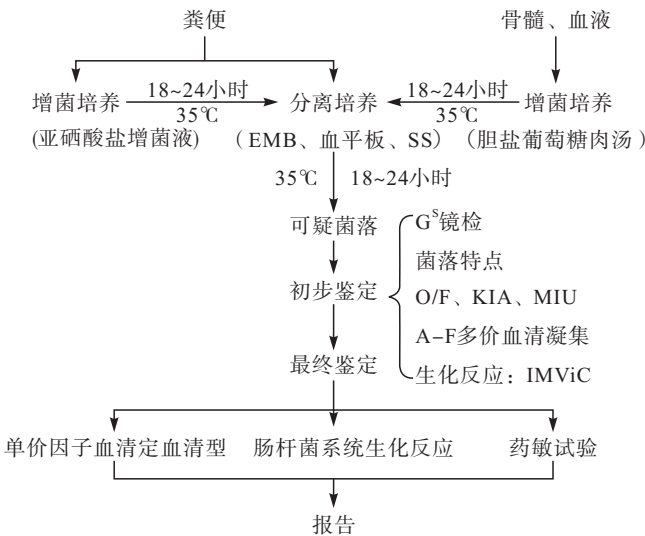 粪便
骨髓、血液
增菌培养
18~24小时
35℃
分离培养
18~24小时
35℃
增菌培养
(亚硒酸盐增菌液)
（EMB、血平板、SS）
（胆盐葡萄糖肉汤）
35℃
18~24小时
可疑菌落
初步鉴定
最终鉴定
G^S镜检
菌落特点
O/F、KIA、MIU
A-F多价血清凝集
生化反应：IMViC
单价因子血清定血清型
肠杆菌系统生化反应
药敏试验
报告